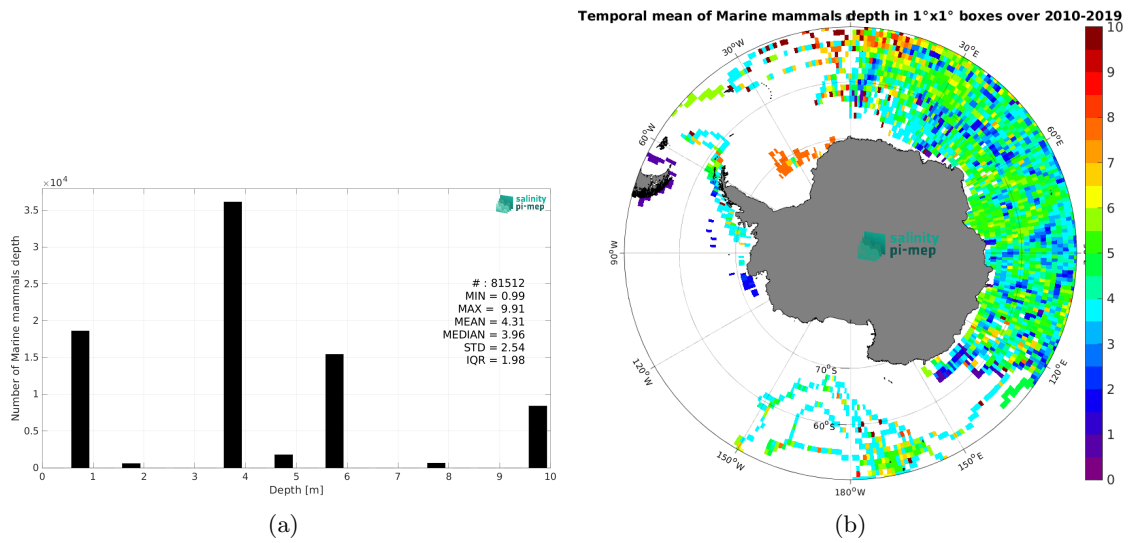 ×10⁴
3.5
3
2.5
2
1.5
1
0.5
0
0 1 2 3 4 5 6 7 8 9 10
Number of Marine mammals depth
Depth [m]
salinity
pi-mep
# : 81512
MIN = 0.99
MAX = 9.91
MEAN = 4.31
MEDIAN = 3.96
STD = 2.54
IQR = 1.98
(a)
Temporal mean of Marine mammals depth in 1°x1° boxes over 2010-2019
30°W
30°E
60°W
60°E
90°W
120°W
120°E
150°W
150°E
180°W
70°S
60°S
salinity
pi-mep
10
9
8
7
6
5
4
3
2
1
0
(b)